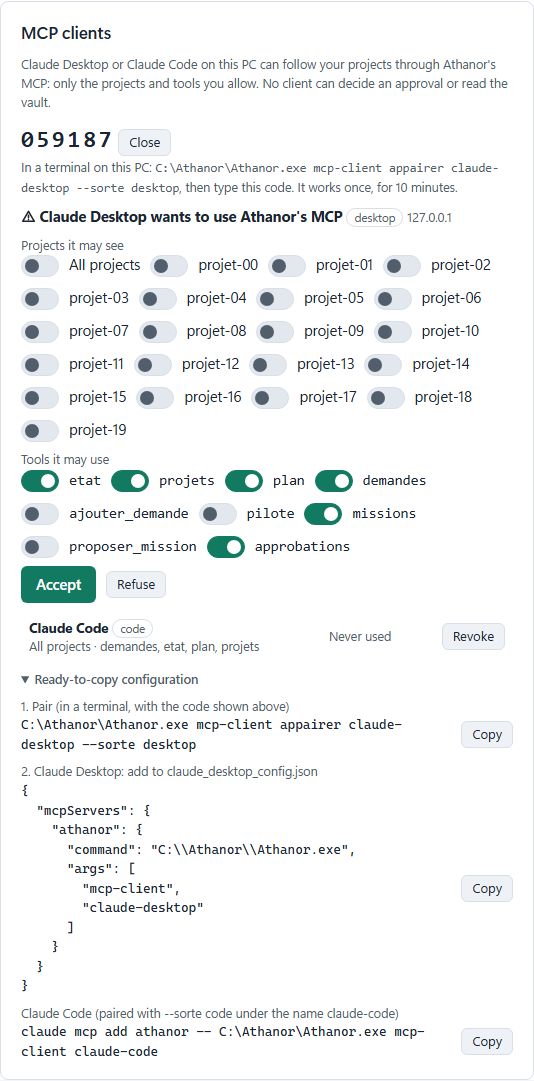 MCP clients
Claude Desktop or Claude Code on this PC can follow your projects through Athanor's
MCP: only the projects and tools you allow. No client can decide an approval or read the
vault.
059187 Close
In a terminal on this PC: C:\Athanor\Athanor.exe mcp-client appairer claude-
desktop --sorte desktop, then type this code. It works once, for 10 minutes.
⚠ Claude Desktop wants to use Athanor's MCP desktop 127.0.0.1
Projects it may see
All projects projet-00 projet-01 projet-02
projet-03 projet-04 projet-05 projet-06
projet-07 projet-08 projet-09 projet-10
projet-11 projet-12 projet-13 projet-14
projet-15 projet-16 projet-17 projet-18
projet-19
Tools it may use
etat projets plan demandes
ajouter_demande pilote missions
proposer_mission approbations
Accept Refuse
Claude Code code
All projects · demandes, etat, plan, projets
Never used
Revoke
▼ Ready-to-copy configuration
1. Pair (in a terminal, with the code shown above)
C:\Athanor\Athanor.exe mcp-client appairer claude-
desktop --sorte desktop
Copy
2. Claude Desktop: add to claude_desktop_config.json
{
  "mcpServers": {
    "athanor": {
      "command": "C:\\Athanor\\Athanor.exe",
      "args": [
        "mcp-client",
        "claude-desktop"
      ]
    }
  }
}
Copy
Claude Code (paired with --sorte code under the name claude-code)
claude mcp add athanor -- C:\Athanor\Athanor.exe mcp-
client claude-code
Copy